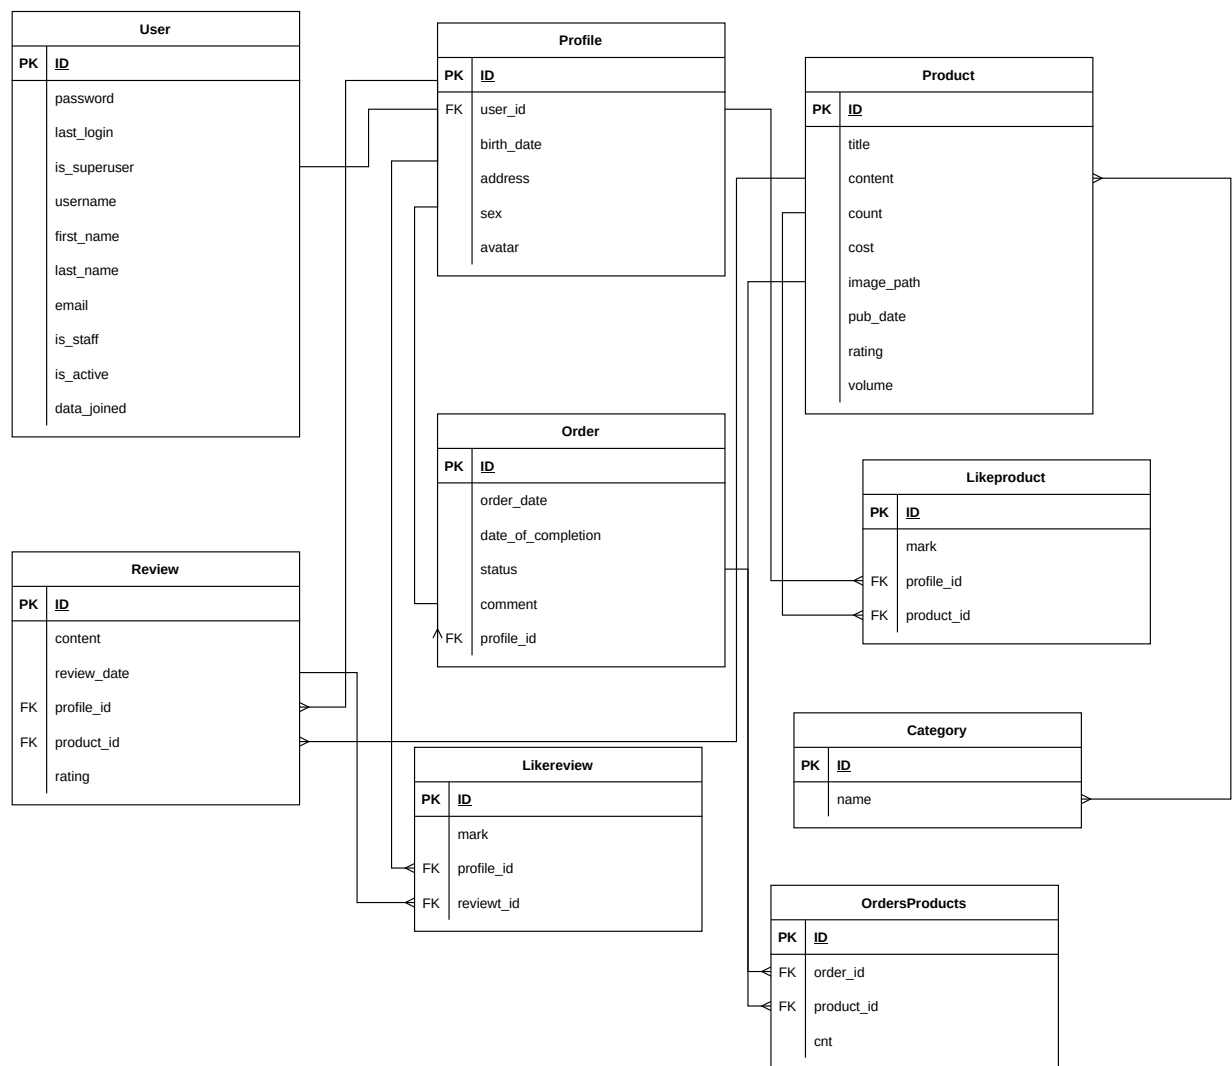 User
PK ID
password
last_login
is_superuser
username
first_name
last_name
email
is_staff
is_active
data_joined
Profile
PK ID
FK user_id
birth_date
address
sex
avatar
Product
PK ID
title
content
count
cost
image_path
pub_date
rating
volume
Order
PK ID
order_date
date_of_completion
status
comment
FK profile_id
Likeproduct
PK ID
mark
FK profile_id
FK product_id
Review
PK ID
content
review_date
FK profile_id
FK product_id
rating
Likereview
PK ID
mark
FK profile_id
FK reviewt_id
Category
PK ID
name
OrdersProducts
PK ID
FK order_id
FK product_id
cnt